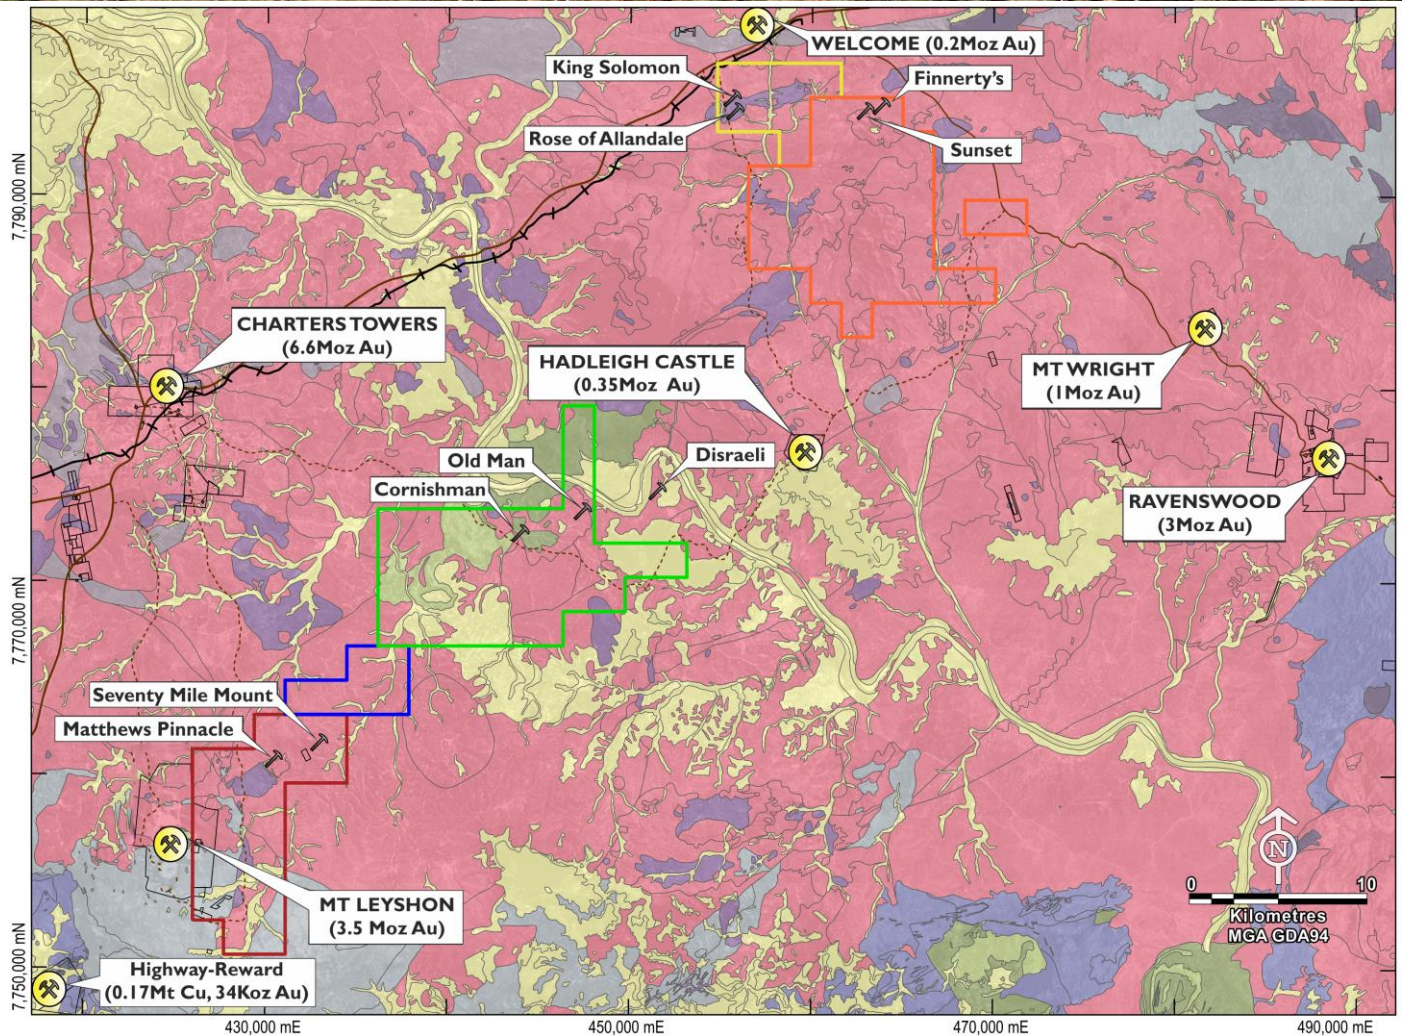 WELCOME (0.2Moz Au)
King Solomon
Finnerty's
Rose of Allandale
Sunset
7,790,000 mN
CHARTERS TOWERS
(6.6Moz Au)
HADLEIGH CASTLE
(0.35Moz Au)
MT WRIGHT
(1Moz Au)
Old Man
Disraeli
Cornishman
RAVENSWOOD
(3Moz Au)
7,770,000 mN
Seventy Mile Mount
Matthews Pinnacle
N
0
10
Kilometres
MGA GDA94
MT LEYSHON
(3.5 Moz Au)
Highway-Reward
(0.17Mt Cu, 34Koz Au)
7,750,000 mN
430,000 mE
450,000 mE
470,000 mE
490,000 mE